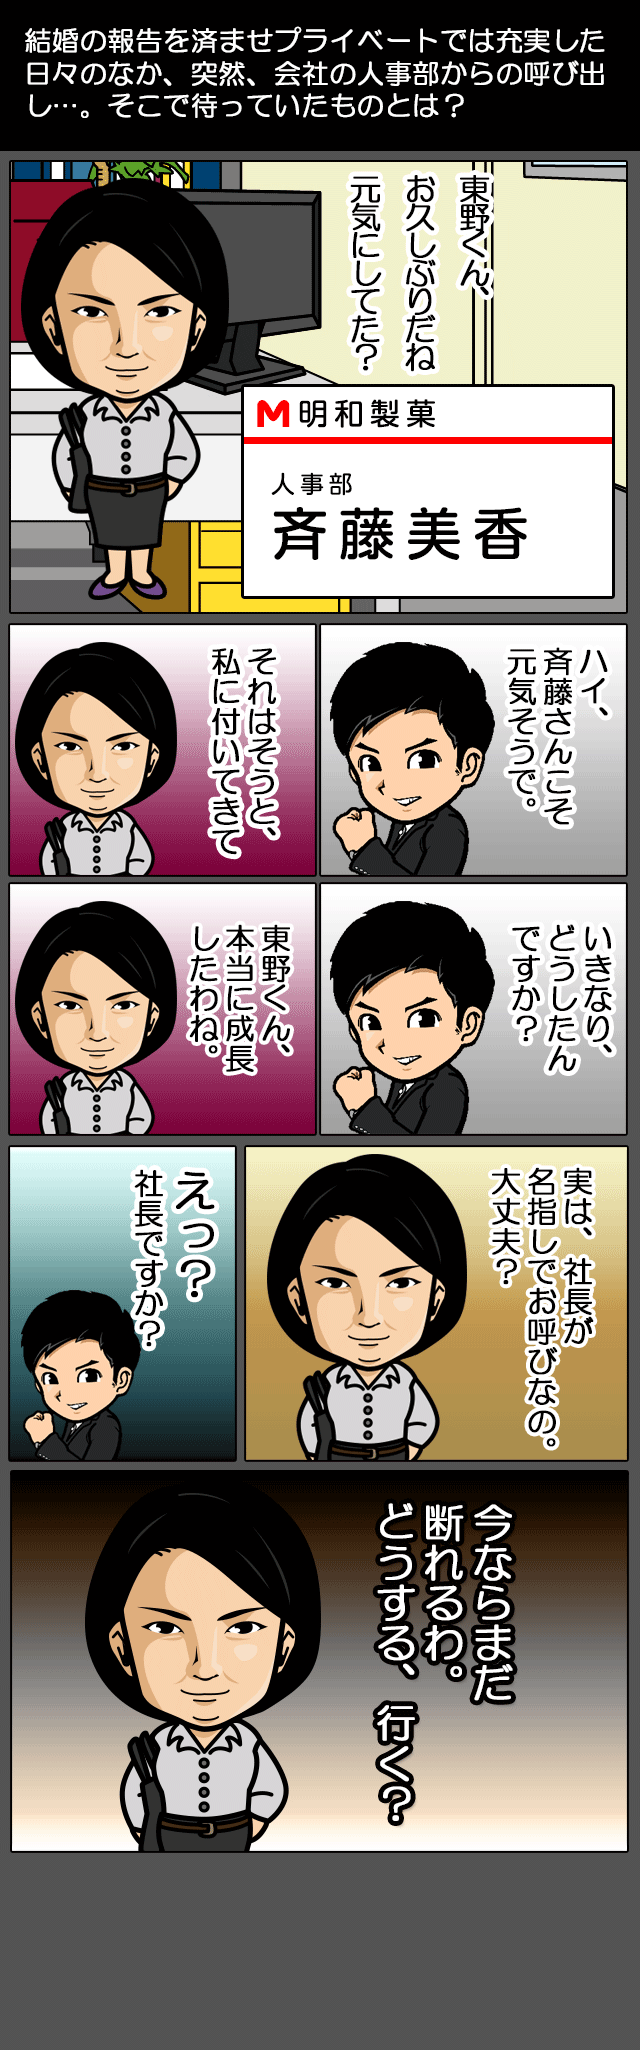 結婚の報告を済ませプライベートでは充実した
日々のなか、突然、会社の人事部からの呼び出
し…。そこで待っていたものとは？
東野くん、
お久しぶりだね
元気にしてた？
M 明和製菓
人事部
斉藤美香
ハイ、
斉藤さんこそ
元気そうで。
それはそうと、
私に付いてきて
いきなり、
どうしたん
ですか？
東野くん、
本当に成長
したわね。
実は、社長が
名指しでお呼びなの。
大丈夫？
えっ？
社長ですか？
今ならまだ
断れるわ。
どうする、行く？